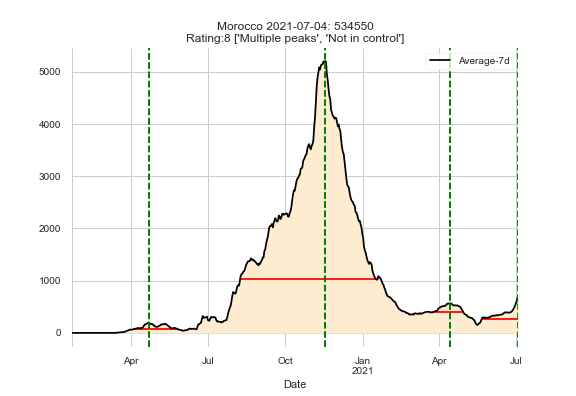 Morocco 2021-07-04: 534550
Rating:8 ['Multiple peaks', 'Not in control']
Average-7d
5000
4000
3000
2000
1000
0
Apr
Jul
Oct
Jan
2021
Apr
Jul
Date